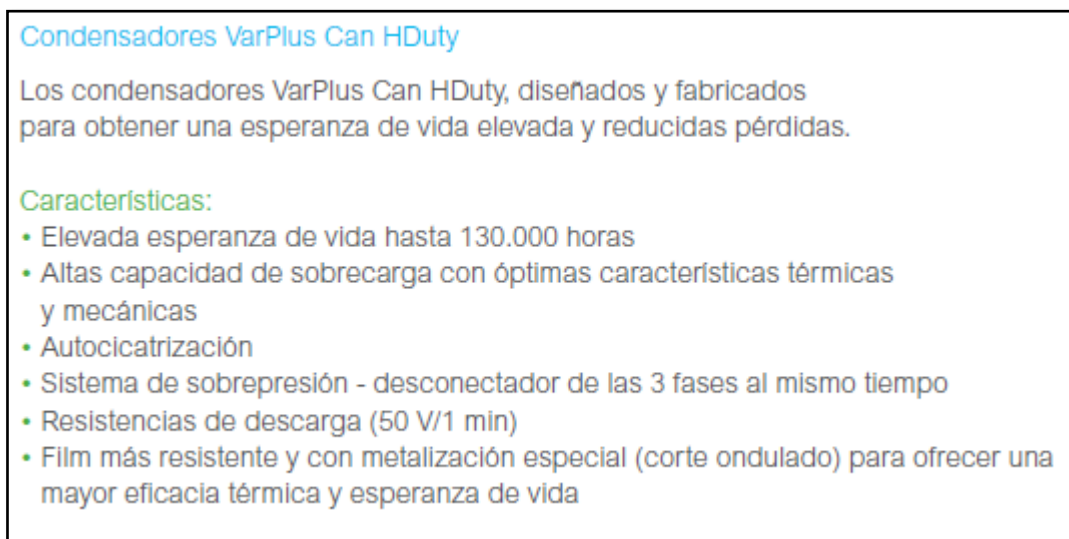 Condensadores VarPlus Can HDuty
Los condensadores VarPlus Can HDuty, diseñados y fabricados
para obtener una esperanza de vida elevada y reducidas pérdidas.
Características:
• Elevada esperanza de vida hasta 130.000 horas
• Altas capacidad de sobrecarga con óptimas características térmicas
y mecánicas
• Autocicatrización
• Sistema de sobrepresión - desconectador de las 3 fases al mismo tiempo
• Resistencias de descarga (50 V/1 min)
• Film más resistente y con metalización especial (corte ondulado) para ofrecer una
mayor eficacia térmica y esperanza de vida